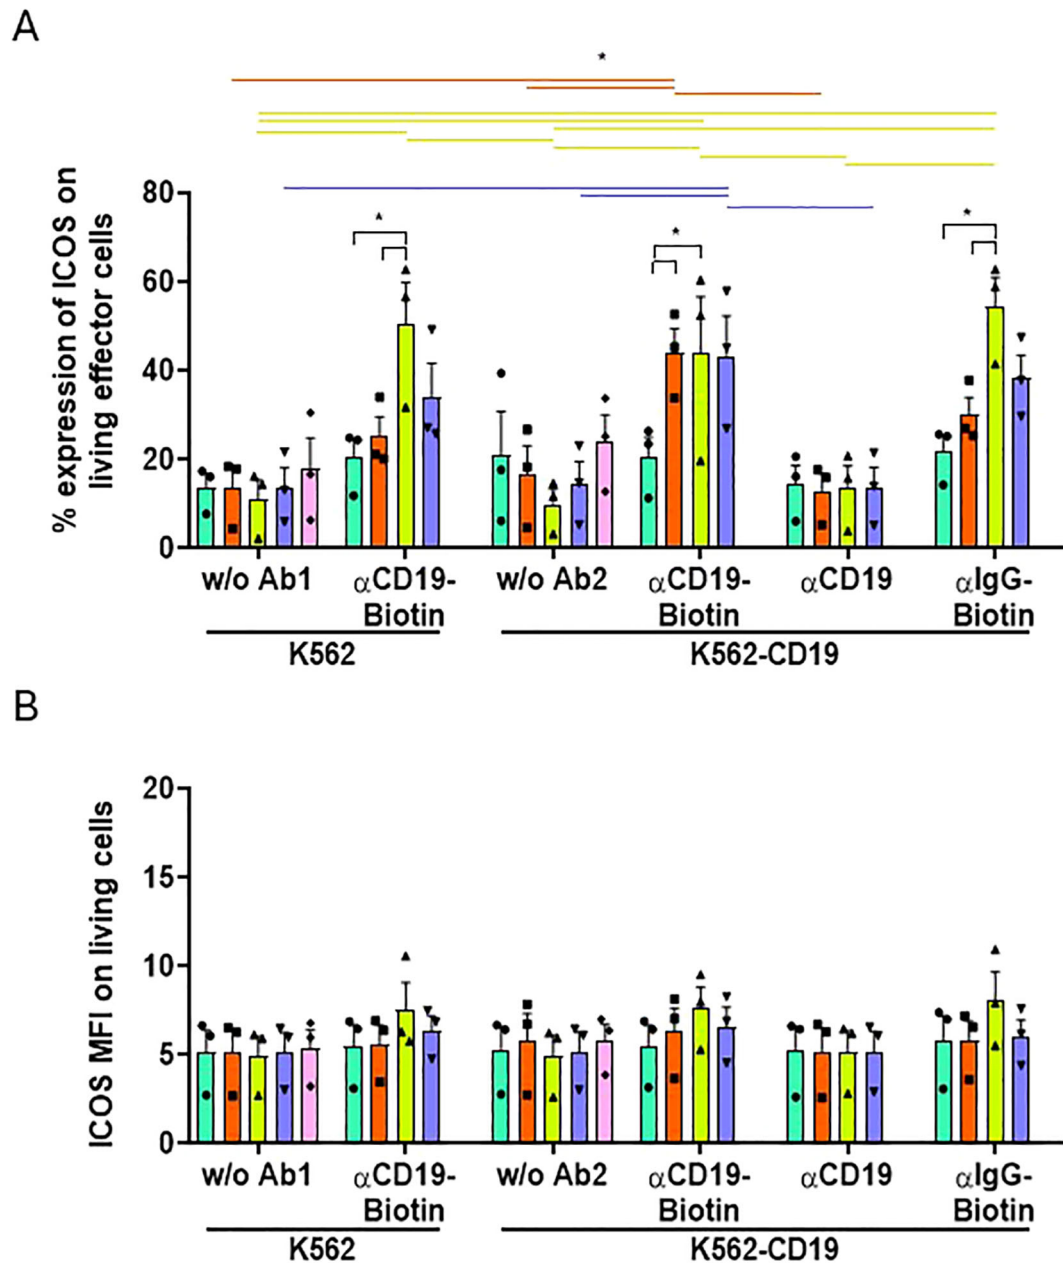 A
*
% expression of ICOS on
living effector cells
80
60
40
20
0
*
*
*
w/o Ab1
αCD19-
Biotin
w/o Ab2
αCD19-
Biotin
αCD19
αIgG-
Biotin
K562
K562-CD19
B
ICOS MFI on living cells
20
15
10
5
0
w/o Ab1
αCD19-
Biotin
w/o Ab2
αCD19-
Biotin
αCD19
αIgG-
Biotin
K562
K562-CD19